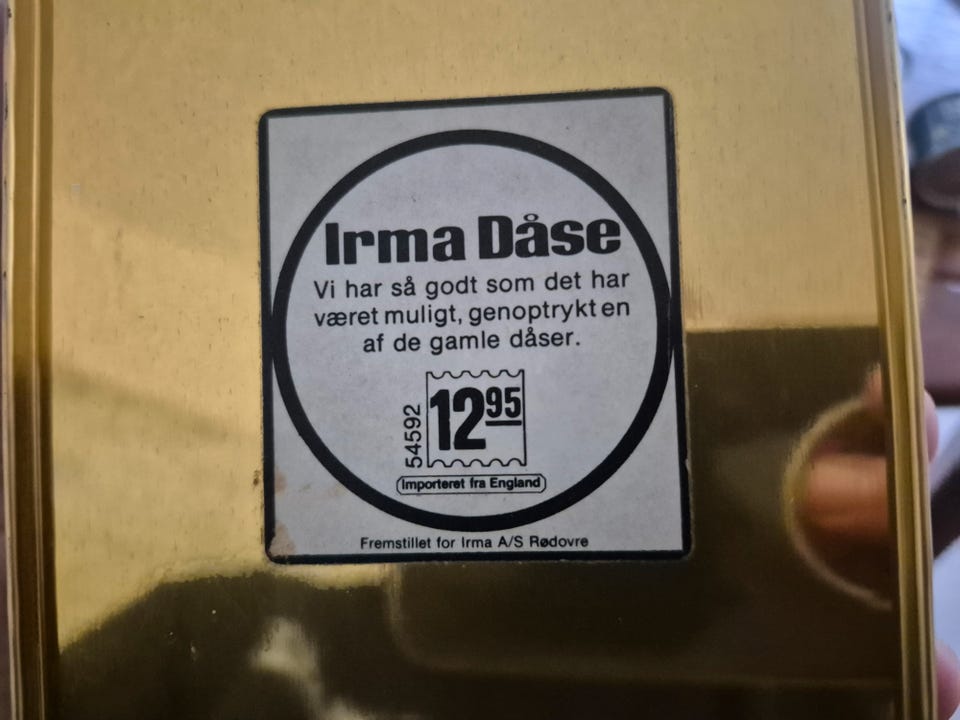 Irma Dåse
Vi har så godt som det har
været muligt, genoptrykt en
af de gamle dåser.
54592
12 95
Importeret fra England
Fremstillet for Irma A/S Rødovre